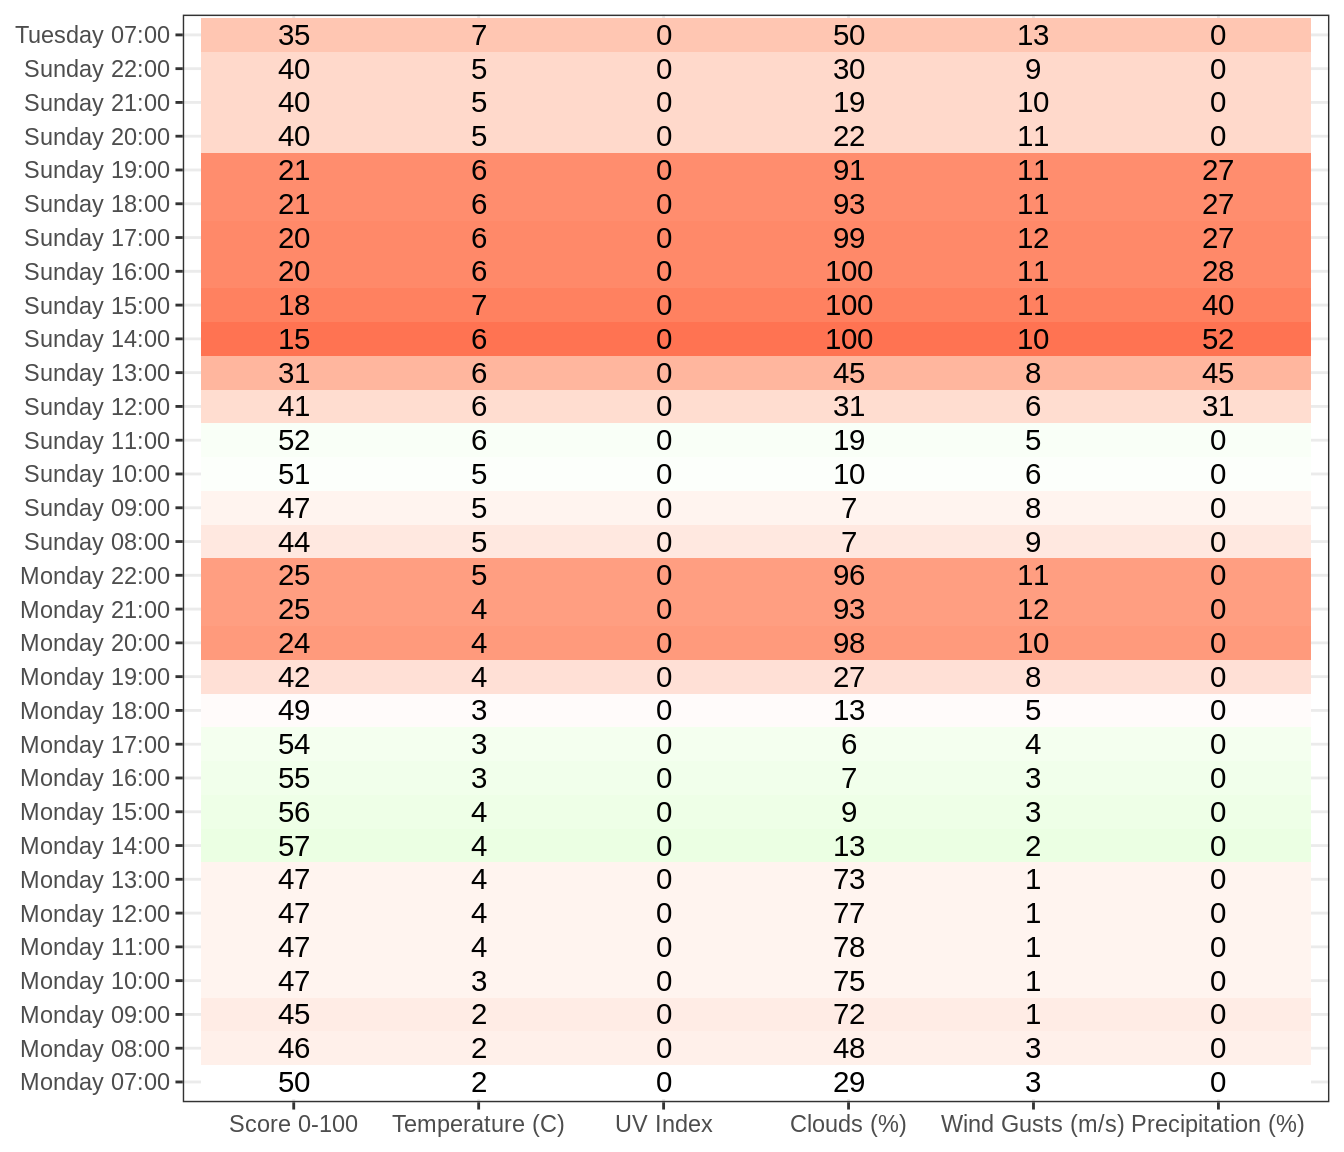 Tuesday 07:00 35 7 0 50 13 0
Sunday 22:00 40 5 0 30 9 0
Sunday 21:00 40 5 0 19 10 0
Sunday 20:00 40 5 0 22 11 0
Sunday 19:00 21 6 0 91 11 27
Sunday 18:00 21 6 0 93 11 27
Sunday 17:00 20 6 0 99 12 27
Sunday 16:00 20 6 0 100 11 28
Sunday 15:00 18 7 0 100 11 40
Sunday 14:00 15 6 0 100 10 52
Sunday 13:00 31 6 0 45 8 45
Sunday 12:00 41 6 0 31 6 31
Sunday 11:00 52 6 0 19 5 0
Sunday 10:00 51 5 0 10 6 0
Sunday 09:00 47 5 0 7 8 0
Sunday 08:00 44 5 0 7 9 0
Monday 22:00 25 5 0 96 11 0
Monday 21:00 25 4 0 93 12 0
Monday 20:00 24 4 0 98 10 0
Monday 19:00 42 4 0 27 8 0
Monday 18:00 49 3 0 13 5 0
Monday 17:00 54 3 0 6 4 0
Monday 16:00 55 3 0 7 3 0
Monday 15:00 56 4 0 9 3 0
Monday 14:00 57 4 0 13 2 0
Monday 13:00 47 4 0 73 1 0
Monday 12:00 47 4 0 77 1 0
Monday 11:00 47 4 0 78 1 0
Monday 10:00 47 3 0 75 1 0
Monday 09:00 45 2 0 72 1 0
Monday 08:00 46 2 0 48 3 0
Monday 07:00 50 2 0 29 3 0
Score 0-100 Temperature (C) UV Index Clouds (%) Wind Gusts (m/s) Precipitation (%)